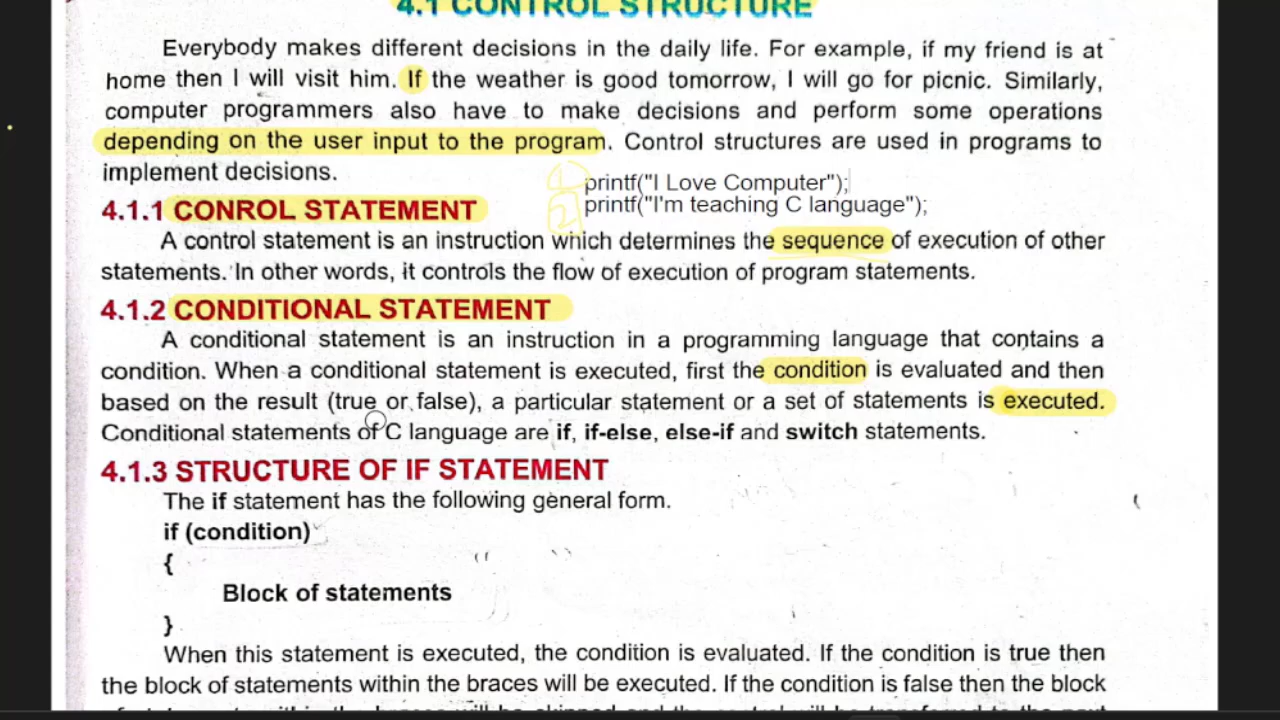 4.1 CONTROL STRUCTURE
Everybody makes different decisions in the daily life. For example, if my friend is at
home then I will visit him. If the weather is good tomorrow, I will go for picnic. Similarly,
computer programmers also have to make decisions and perform some operations
depending on the user input to the program. Control structures are used in programs to
implement decisions.
1 printf("I Love Computer");
2 printf("I'm teaching C language");
4.1.1 CONROL STATEMENT
A control statement is an instruction which determines the sequence of execution of other
statements. In other words, it controls the flow of execution of program statements.
4.1.2 CONDITIONAL STATEMENT
A conditional statement is an instruction in a programming language that contains a
condition. When a conditional statement is executed, first the condition is evaluated and then
based on the result (true or false), a particular statement or a set of statements is executed.
Conditional statements of C language are if, if-else, else-if and switch statements.
4.1.3 STRUCTURE OF IF STATEMENT
The if statement has the following general form.
if (condition)
{
Block of statements
}
When this statement is executed, the condition is evaluated. If the condition is true then
the block of statements within the braces will be executed. If the condition is false then the block